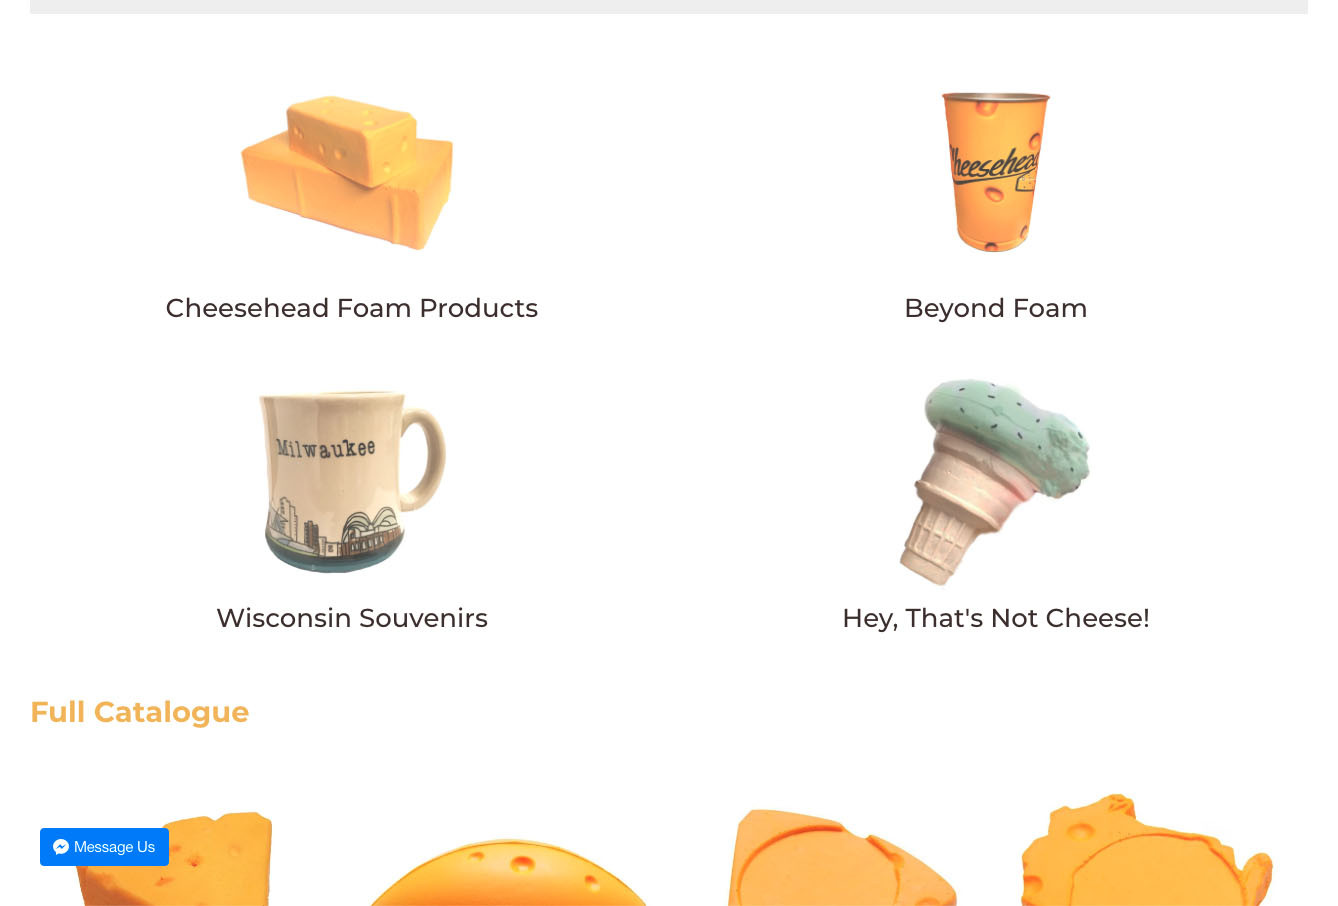 Cheesehead
Cheesehead Foam Products
Beyond Foam
Milwaukee
Wisconsin Souvenirs
Hey, That's Not Cheese!
Full Catalogue
Message Us